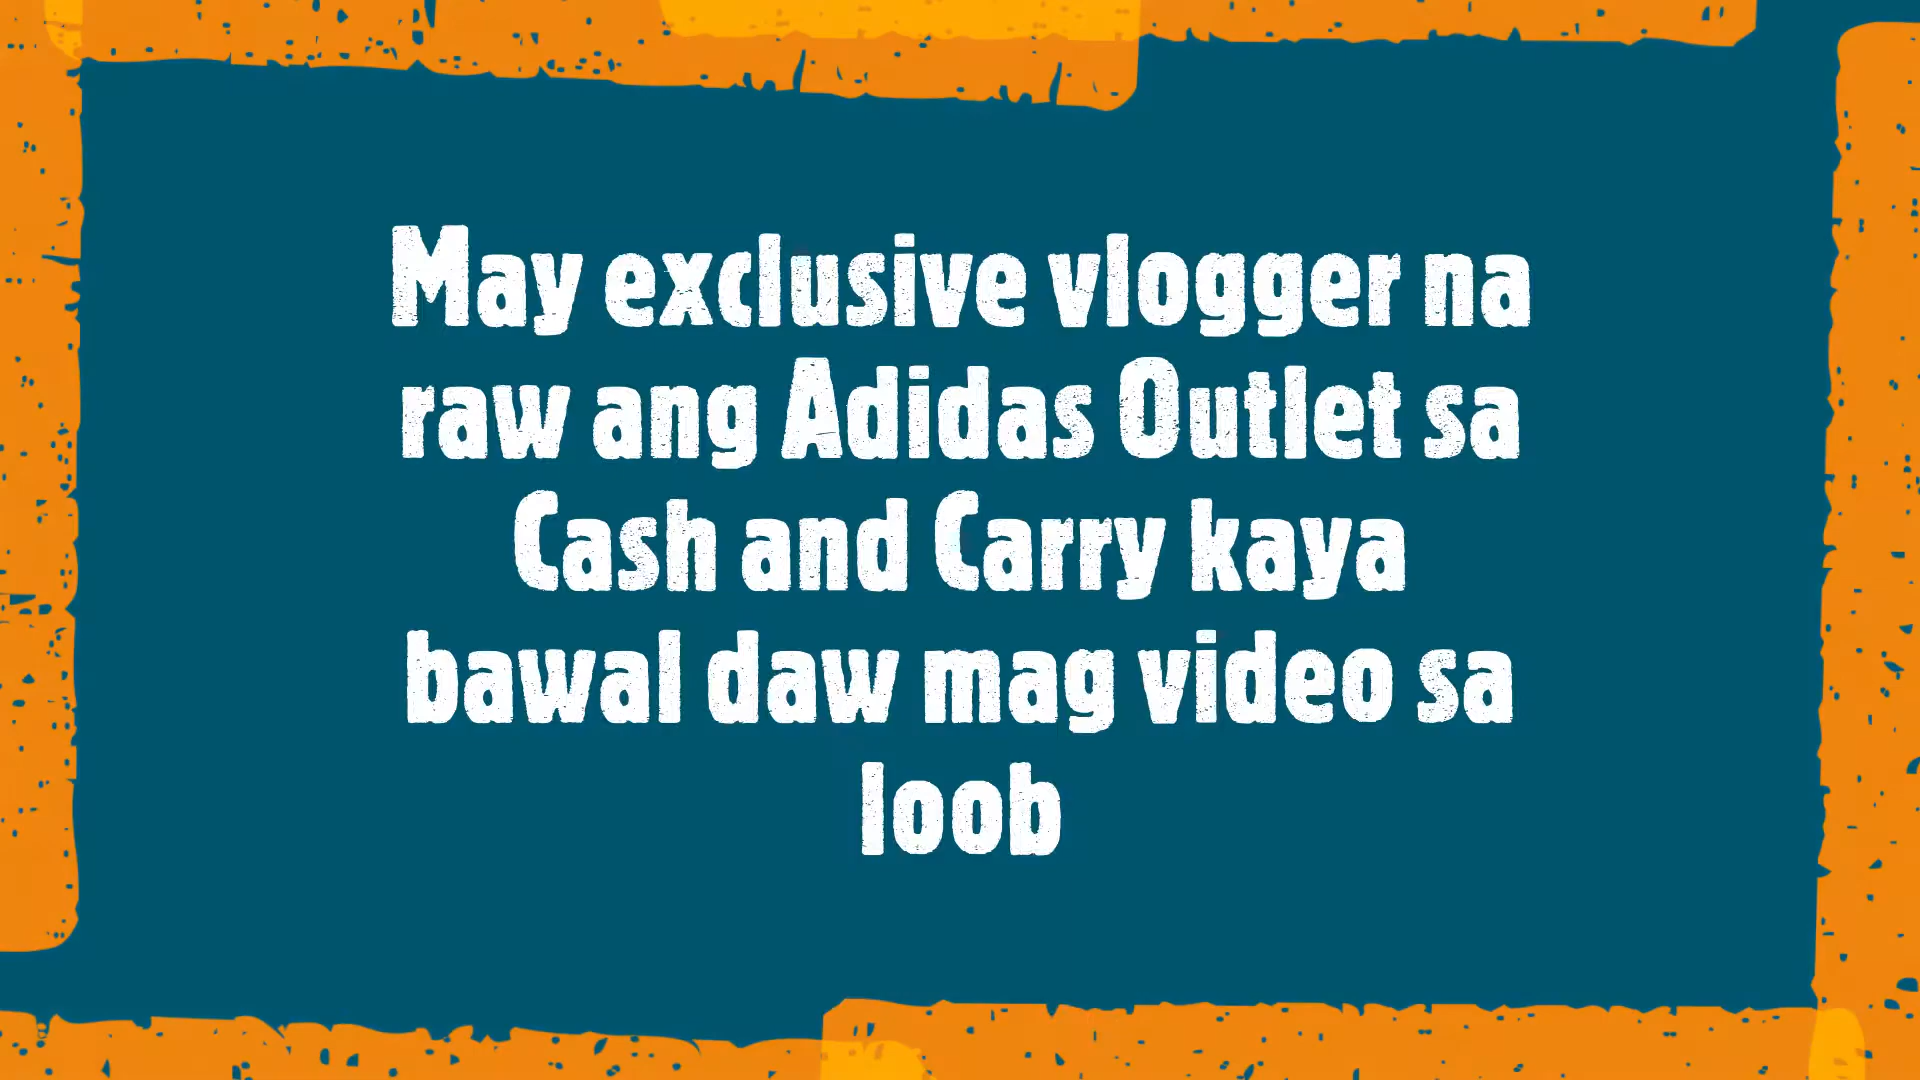 May exclusive vlogger na
raw ang Adidas Outlet sa
Cash and Carry kaya
bawal daw mag video sa
loob